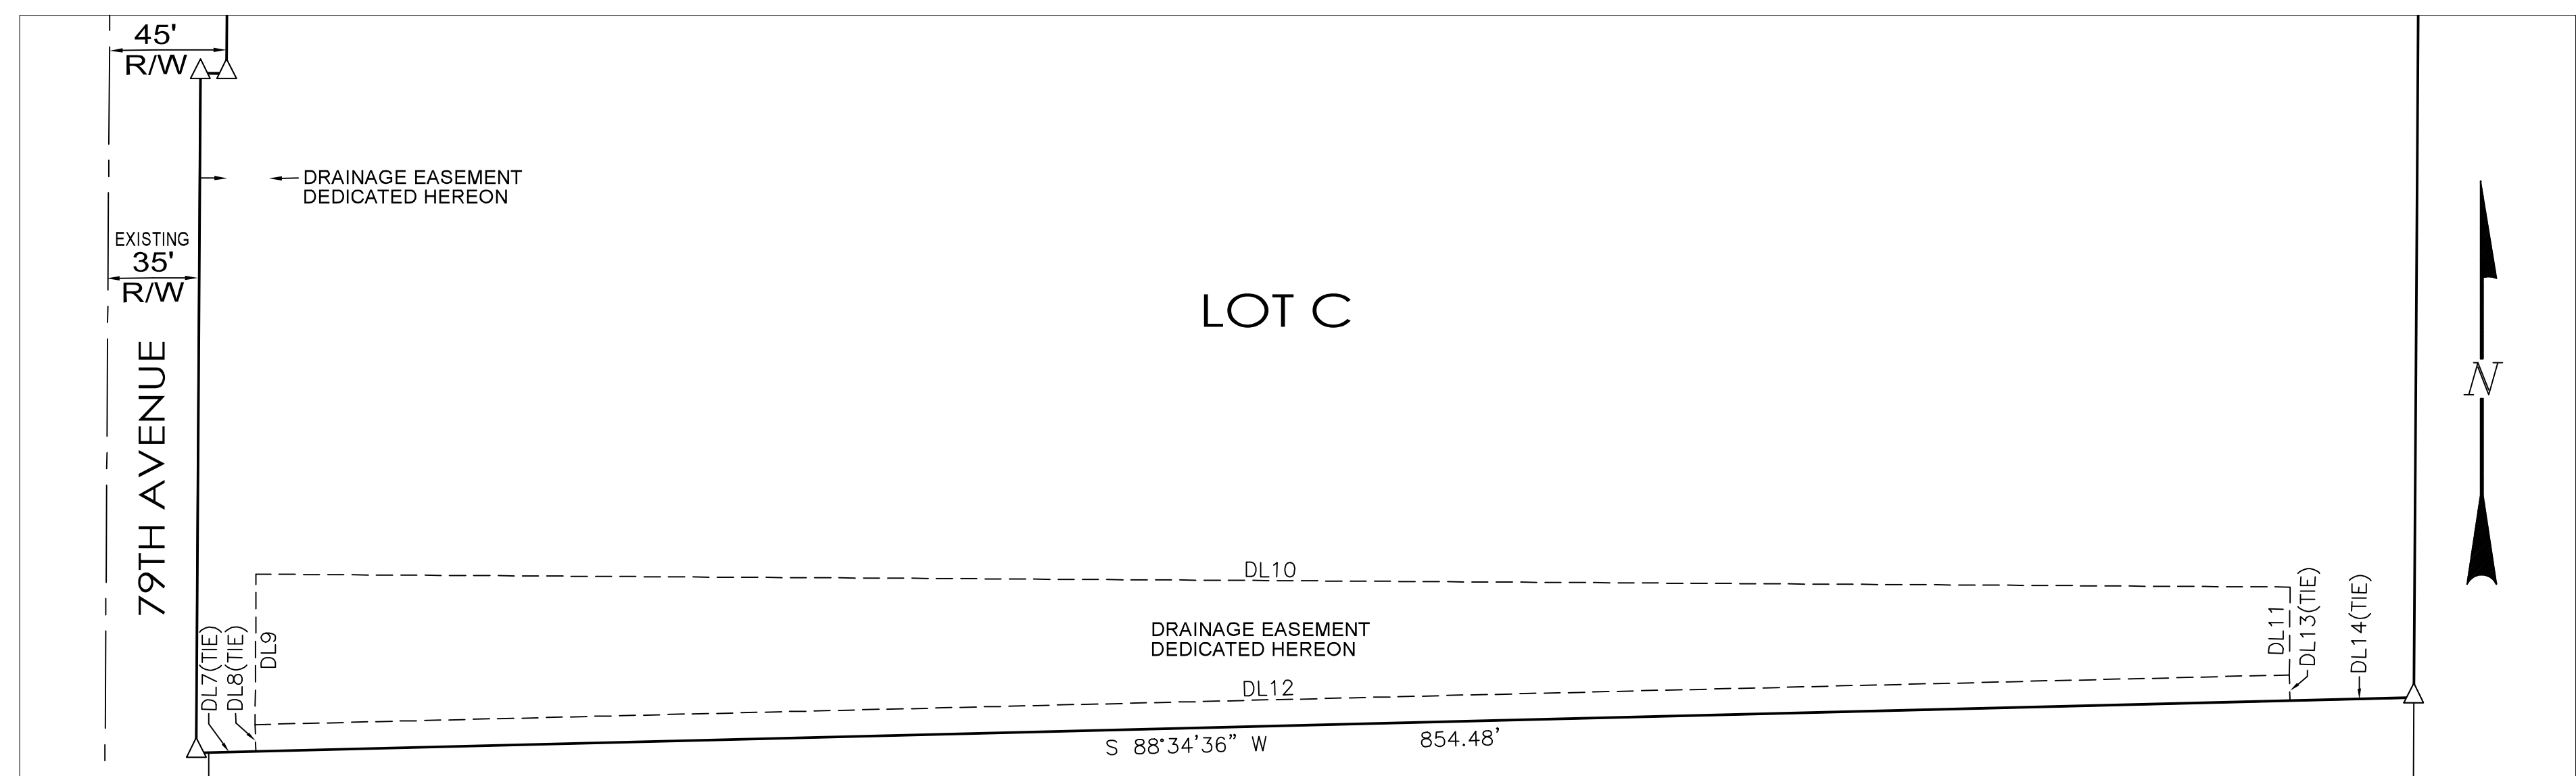 45'
R/W
DRAINAGE EASEMENT
DEDICATED HEREON
EXISTING
35'
R/W
79TH AVENUE
LOT C
N
DL10
DRAINAGE EASEMENT
DEDICATED HEREON
DL7(TIE)
DL8(TIE)
DL9
DL11
DL13(TIE)
DL14(TIE)
DL12
S 88°34'36” W 854.48'